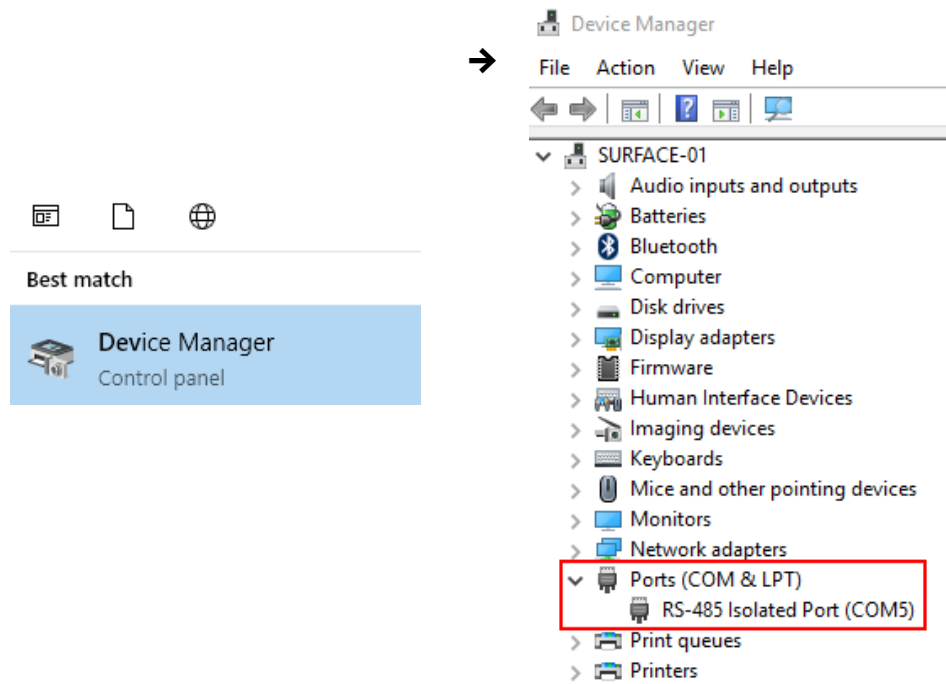 Best match
Device Manager
Control panel
Device Manager
File Action View Help
SURFACE-01
Audio inputs and outputs
Batteries
Bluetooth
Computer
Disk drives
Display adapters
Firmware
Human Interface Devices
Imaging devices
Keyboards
Mice and other pointing devices
Monitors
Network adapters
Ports (COM & LPT)
RS-485 Isolated Port (COM5)
Print queues
Printers